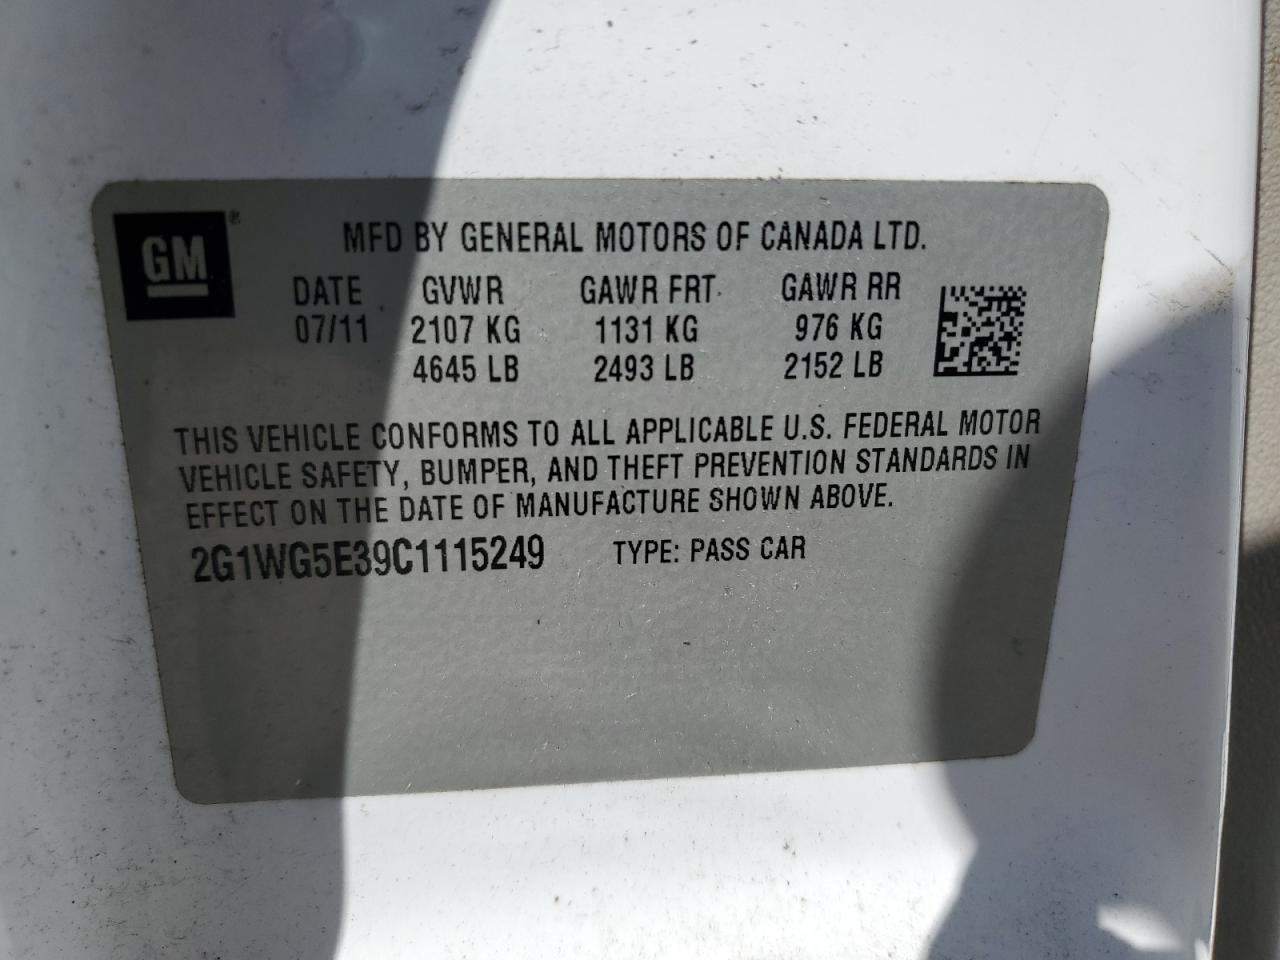 GM®
MFD BY GENERAL MOTORS OF CANADA LTD.
DATE GVWR GAWR FRT GAWR RR
07/11 2107 KG 1131 KG 976 KG
4645 LB 2493 LB 2152 LB
THIS VEHICLE CONFORMS TO ALL APPLICABLE U.S. FEDERAL MOTOR
VEHICLE SAFETY, BUMPER, AND THEFT PREVENTION STANDARDS IN
EFFECT ON THE DATE OF MANUFACTURE SHOWN ABOVE.
2G1WG5E39C1115249 TYPE: PASS CAR